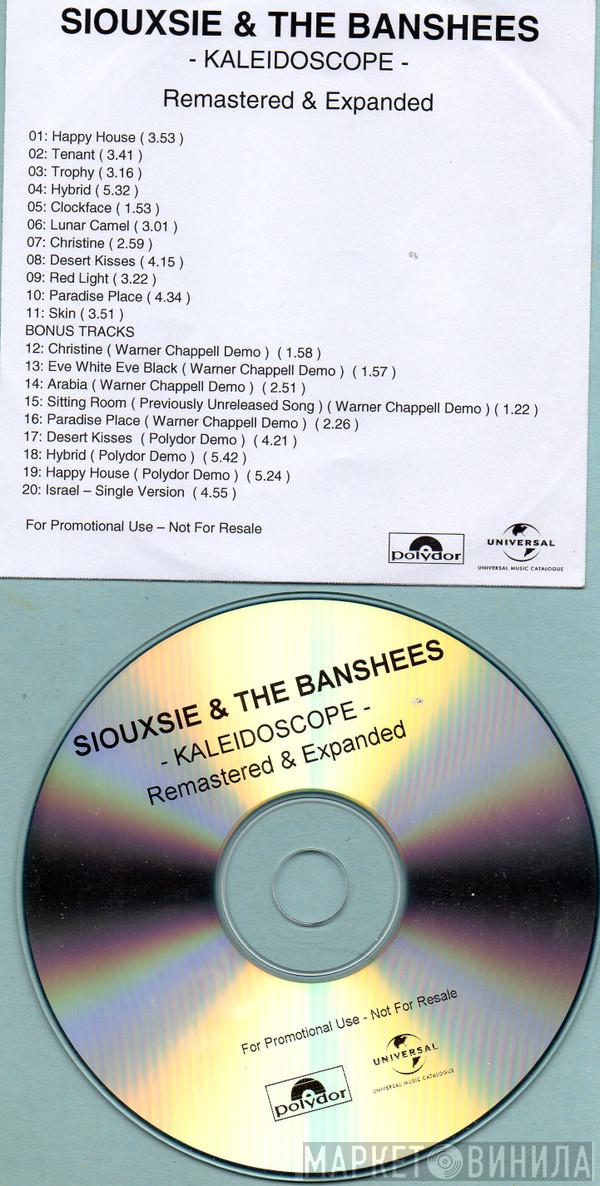 SIOUXSIE & THE BANSHEES
- KALEIDOSCOPE -
Remastered & Expanded
01: Happy House ( 3.53 )
02: Tenant ( 3.41 )
03: Trophy ( 3.16 )
04: Hybrid ( 5.32 )
05: Clockface ( 1.53 )
06: Lunar Camel ( 3.01 )
07: Christine ( 2.59 )
08: Desert Kisses ( 4.15 )
09: Red Light ( 3.22 )
10: Paradise Place ( 4.34 )
11: Skin ( 3.51 )
BONUS TRACKS
12: Christine ( Warner Chappell Demo ) ( 1.58 )
13: Eve White Eve Black ( Warner Chappell Demo ) ( 1.57 )
14: Arabia ( Warner Chappell Demo ) ( 2.51 )
15: Sitting Room ( Previously Unreleased Song ) ( Warner Chappell Demo ) ( 1.22 )
16: Paradise Place ( Warner Chappell Demo ) ( 2.26 )
17: Desert Kisses ( Polydor Demo ) ( 4.21 )
18: Hybrid ( Polydor Demo ) ( 5.42 )
19: Happy House ( Polydor Demo ) ( 5.24 )
20: Israel – Single Version ( 4.55 )
For Promotional Use – Not For Resale
polydor
UNIVERSAL
UNIVERSAL MUSIC CATALOGUE
SIOUXSIE & THE BANSHEES
- KALEIDOSCOPE -
Remastered & Expanded
For Promotional Use - Not For Resale
polydor
UNIVERSAL
UNIVERSAL MUSIC CATALOGUE
МАРКЕТ ВИНИЛА